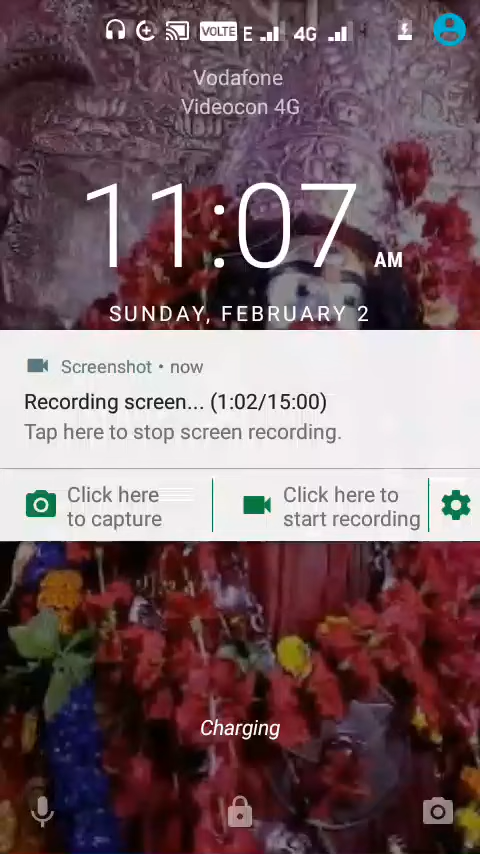 VOLTE E 4G
Vodafone
Videocon 4G
11:07 AM
SUNDAY, FEBRUARY 2
Screenshot • now
Recording screen... (1:02/15:00)
Tap here to stop screen recording.
Click here
to capture
Click here to
start recording
Charging